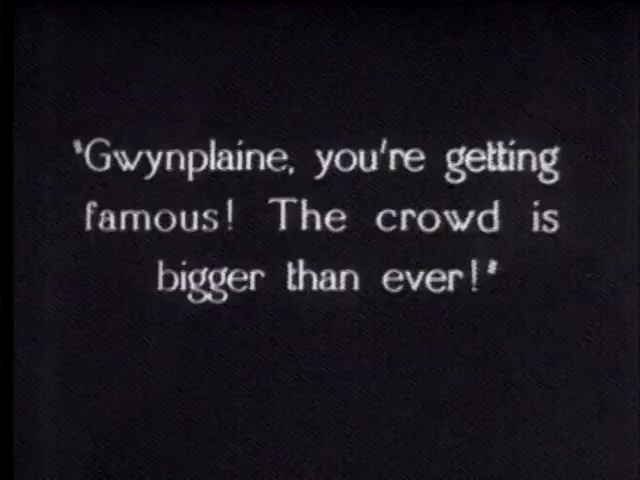 "Gwynplaine, you're getting
famous! The crowd is
bigger than ever!"